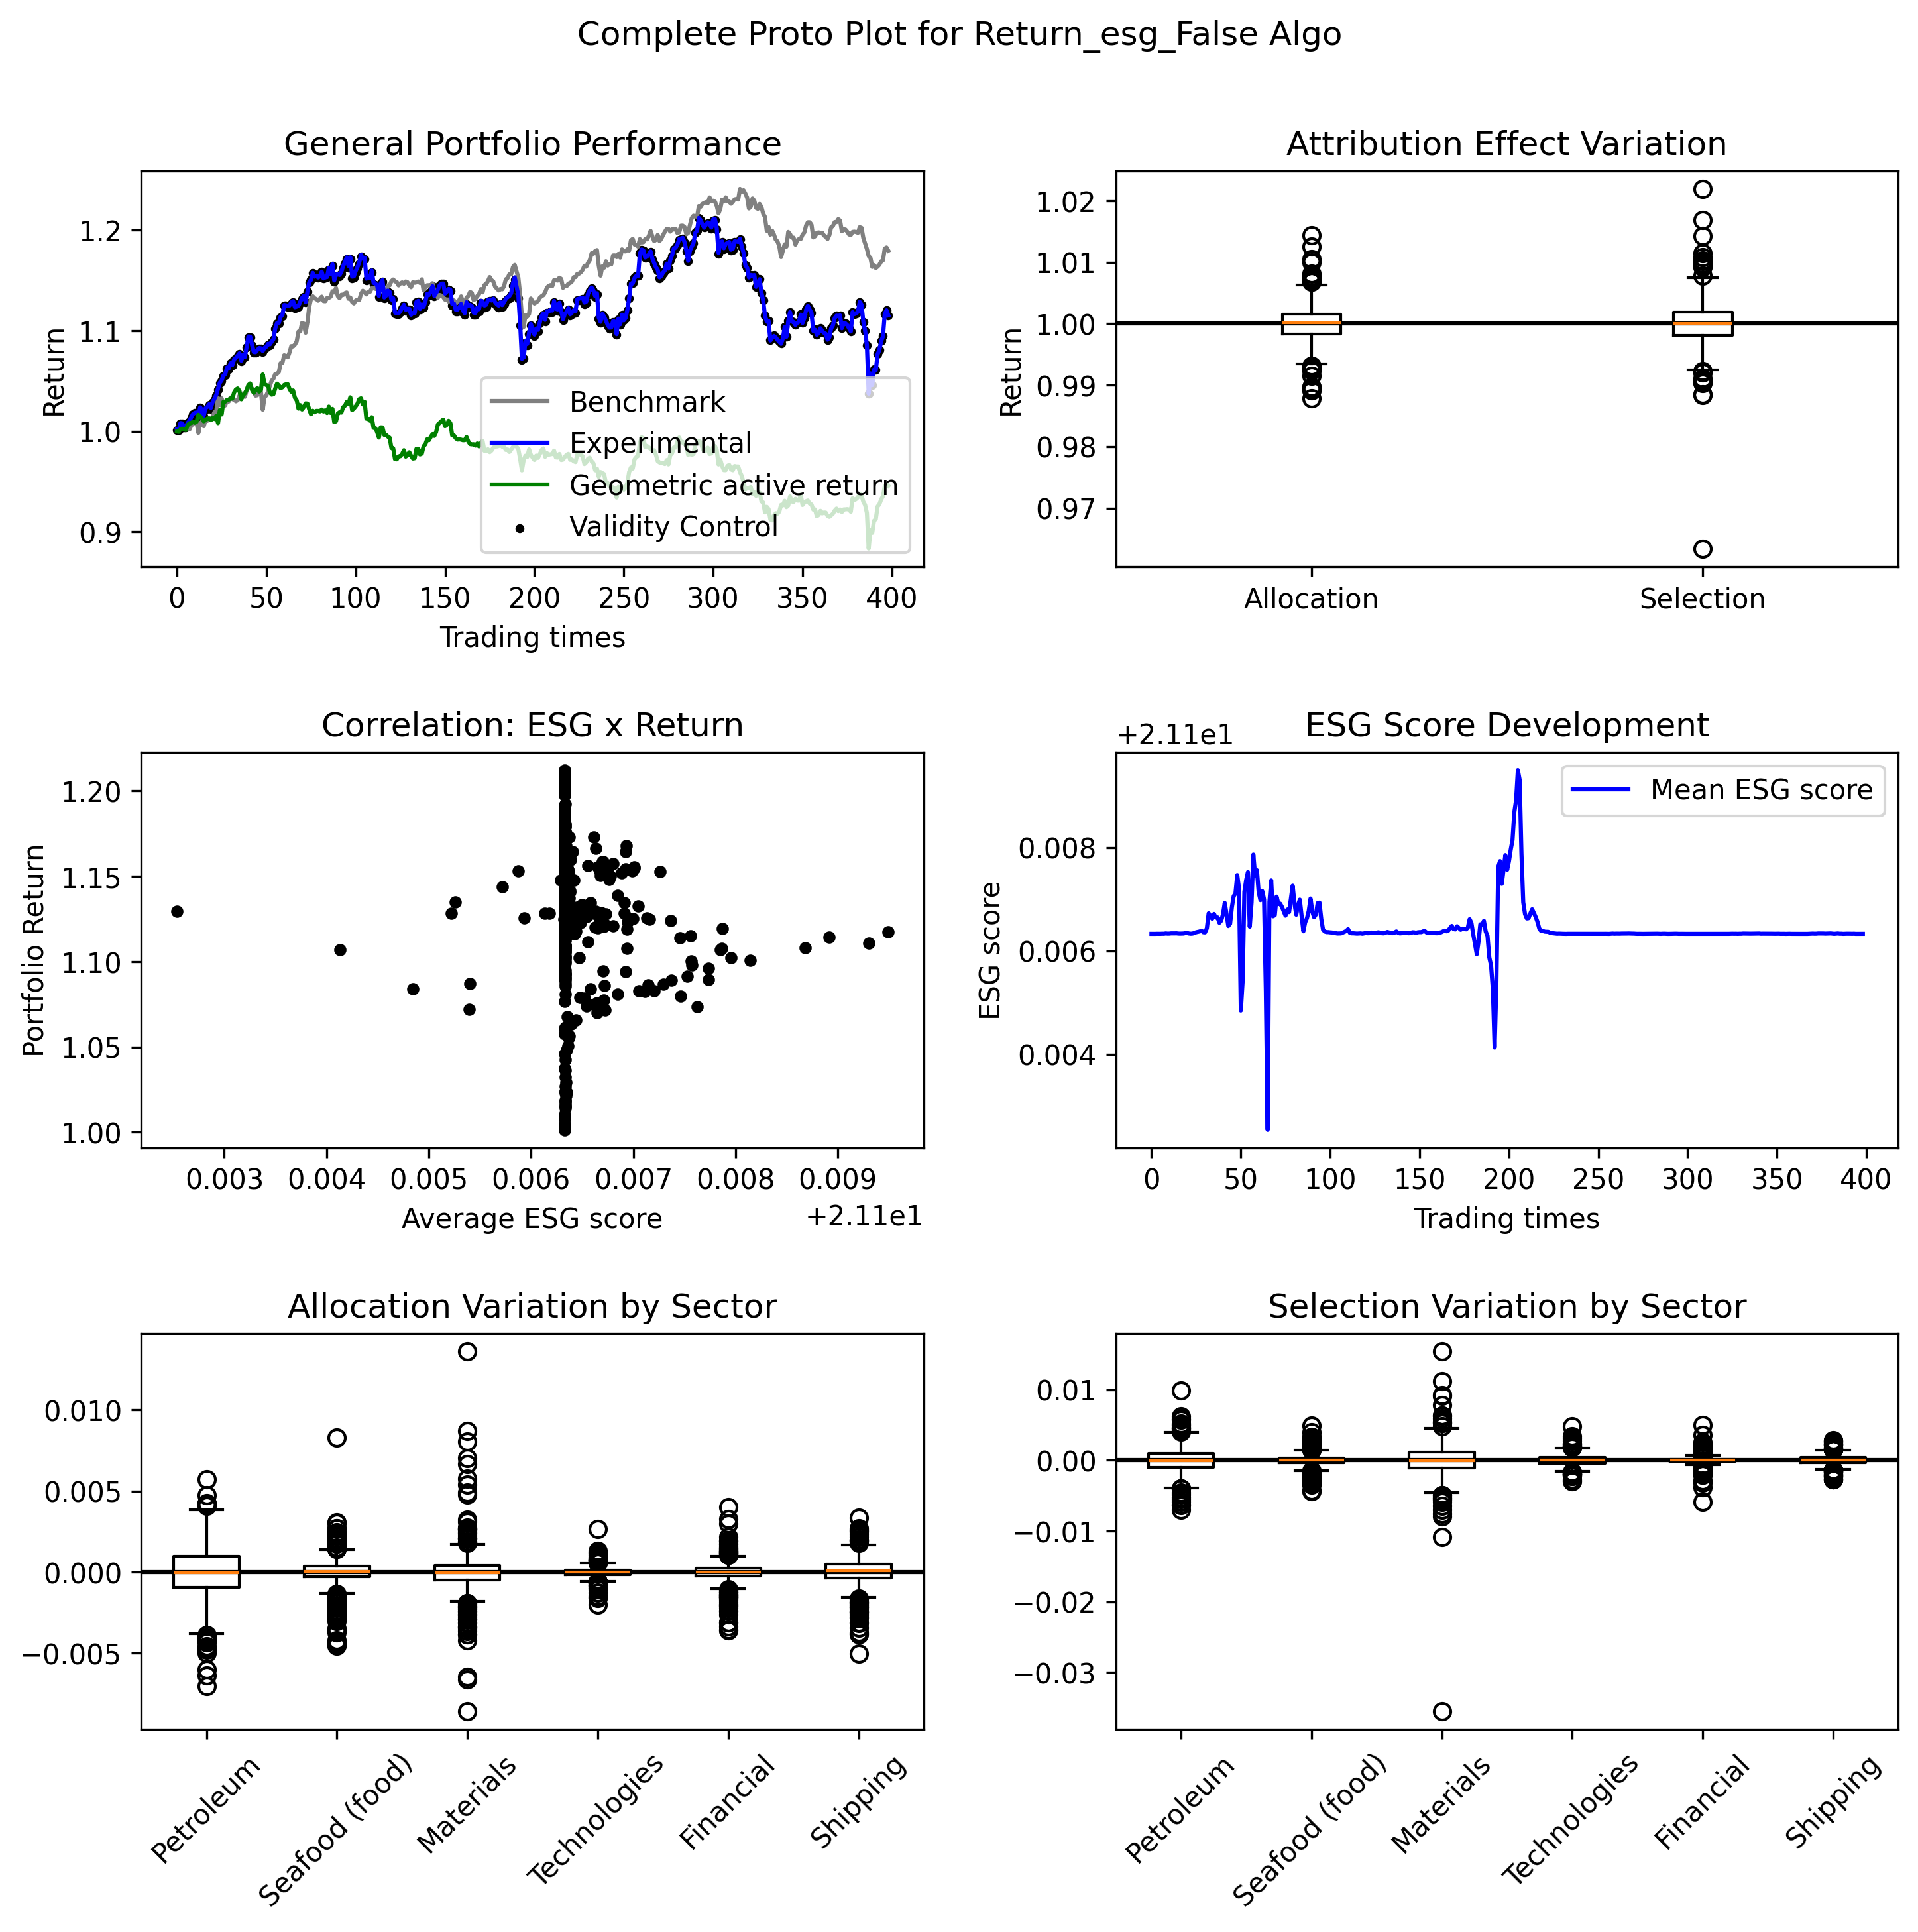 Complete Proto Plot for Return_esg_False Algo
General Portfolio Performance
Return
1.2
1.1
1.0
0.9
Benchmark
Experimental
Geometric active return
Validity Control
0 50 100 150 200 250 300 350 400
Trading times
Attribution Effect Variation
Return
1.02
1.01
1.00
0.99
0.98
0.97
Allocation Selection
Correlation: ESG x Return
Portfolio Return
1.20
1.15
1.10
1.05
1.00
0.003 0.004 0.005 0.006 0.007 0.008 0.009
Average ESG score
+2.11e1
ESG Score Development
+2.11e1
Mean ESG score
ESG score
0.008
0.006
0.004
0 50 100 150 200 250 300 350 400
Trading times
Allocation Variation by Sector
0.010
0.005
0.000
−0.005
Petroleum
Seafood (food)
Materials
Technologies
Financial
Shipping
Selection Variation by Sector
0.01
0.00
−0.01
−0.02
−0.03
Petroleum
Seafood (food)
Materials
Technologies
Financial
Shipping